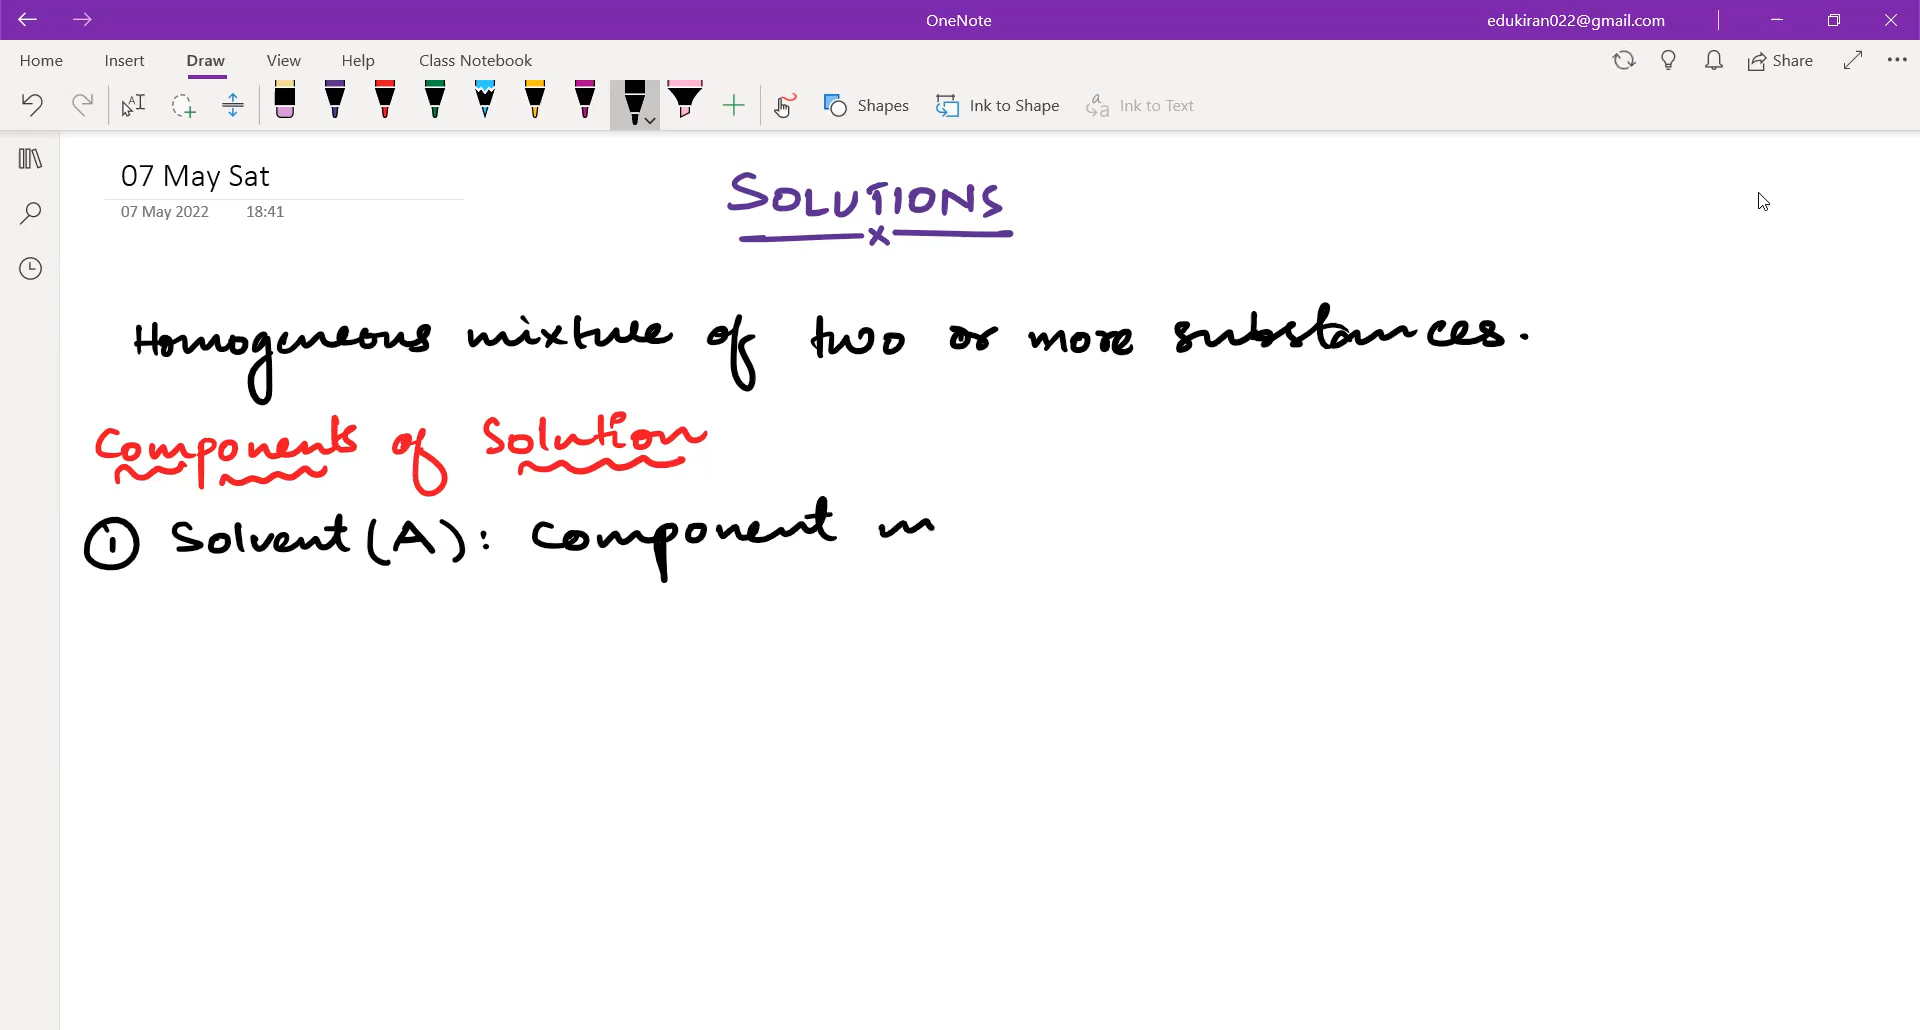 OneNote
edukiran022@gmail.com
Home Insert Draw View Help Class Notebook Share
Shapes Ink to Shape Ink to Text
07 May Sat
07 May 2022 18:41
SOLUTIONS
Homogeneous mixture of two or more substances.
Components of Solution
① Solvent (A): Component